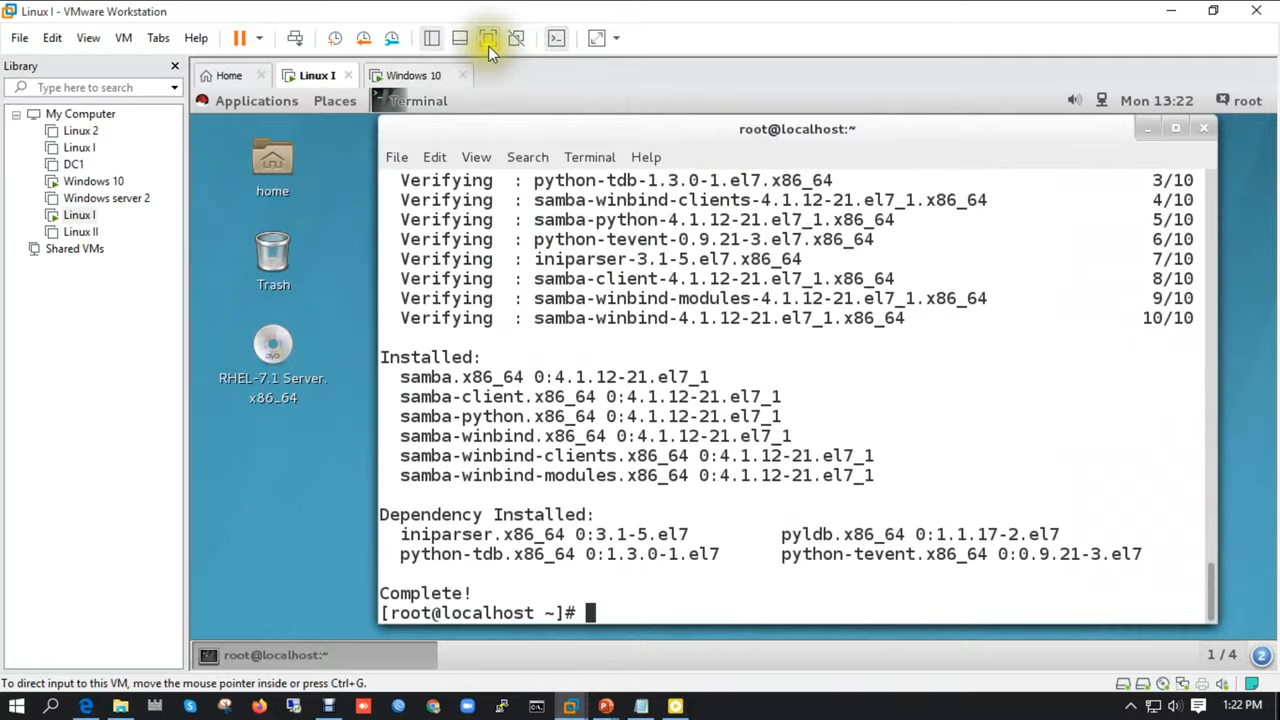 Linux I - VMware Workstation
File Edit View VM Tabs Help
Library
Type here to search
My Computer
Linux 2
Linux I
DC1
Windows 10
Windows server 2
Linux I
Linux II
Shared VMs
Home Linux I Windows 10
Applications Places Terminal Mon 13:22 root
home
Trash
RHEL-7.1 Server.
x86_64
root@localhost:~
File Edit View Search Terminal Help
Verifying : python-tdb-1.3.0-1.el7.x86_64 3/10
Verifying : samba-winbind-clients-4.1.12-21.el7_1.x86_64 4/10
Verifying : samba-python-4.1.12-21.el7_1.x86_64 5/10
Verifying : python-tevent-0.9.21-3.el7.x86_64 6/10
Verifying : iniparser-3.1-5.el7.x86_64 7/10
Verifying : samba-client-4.1.12-21.el7_1.x86_64 8/10
Verifying : samba-winbind-modules-4.1.12-21.el7_1.x86_64 9/10
Verifying : samba-winbind-4.1.12-21.el7_1.x86_64 10/10
Installed:
samba.x86_64 0:4.1.12-21.el7_1
samba-client.x86_64 0:4.1.12-21.el7_1
samba-python.x86_64 0:4.1.12-21.el7_1
samba-winbind.x86_64 0:4.1.12-21.el7_1
samba-winbind-clients.x86_64 0:4.1.12-21.el7_1
samba-winbind-modules.x86_64 0:4.1.12-21.el7_1
Dependency Installed:
iniparser.x86_64 0:3.1-5.el7 pyldb.x86_64 0:1.1.17-2.el7
python-tdb.x86_64 0:1.3.0-1.el7 python-tevent.x86_64 0:0.9.21-3.el7
Complete!
[root@localhost ~]#
root@localhost:~ 1 / 4 2
To direct input to this VM, move the mouse pointer inside or press Ctrl+G.
1:22 PM